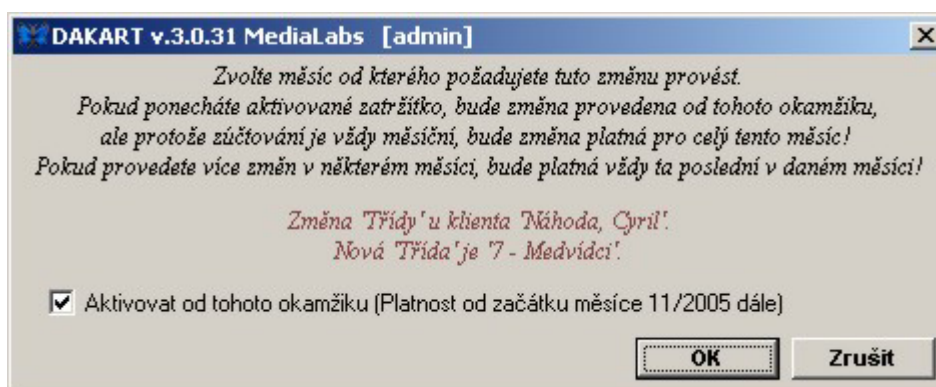 DAKART v.3.0.31 MediaLabs [admin]
Zvolte měsíc od kterého požadujete tuto změnu provést.
Pokud ponecháte aktivované zatržítko, bude změna provedena od tohoto okamžiku,
ale protože zúčtování je vždy měsíční, bude změna platná pro celý tento měsíc!
Pokud provedete více změn v některém měsíci, bude platná vždy ta poslední v daném měsíci!
Změna 'Třídy' u klienta 'Náhoda, Cyril'.
Nová 'Třída' je '7 - Medvídci'.
Aktivovat od tohoto okamžiku (Platnost od začátku měsíce 11/2005 dále)
OK Zrušit